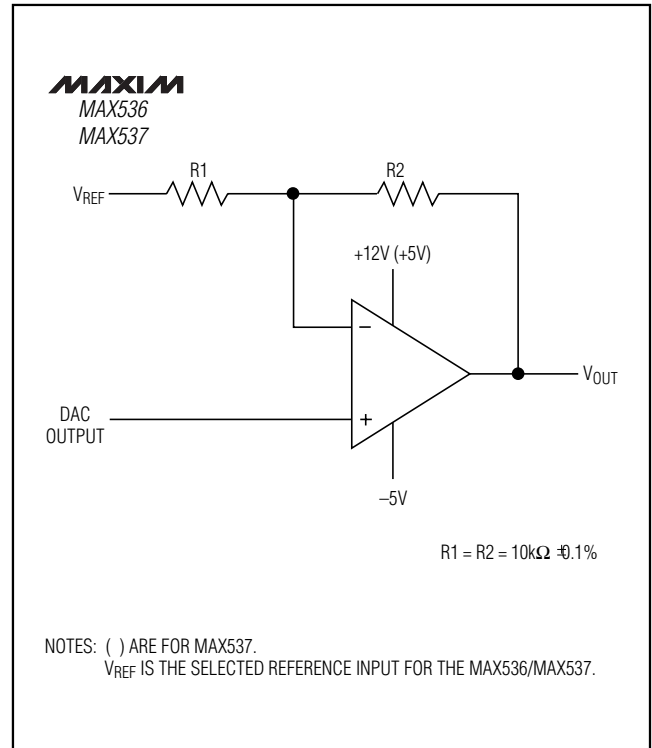 MAXIM
MAX536
MAX537
R1
R2
VREF
+12V (+5V)
−
VOUT
DAC
OUTPUT
+
–5V
R1 = R2 = 10kΩ ±0.1%
NOTES: ( ) ARE FOR MAX537.
VREF IS THE SELECTED REFERENCE INPUT FOR THE MAX536/MAX537.